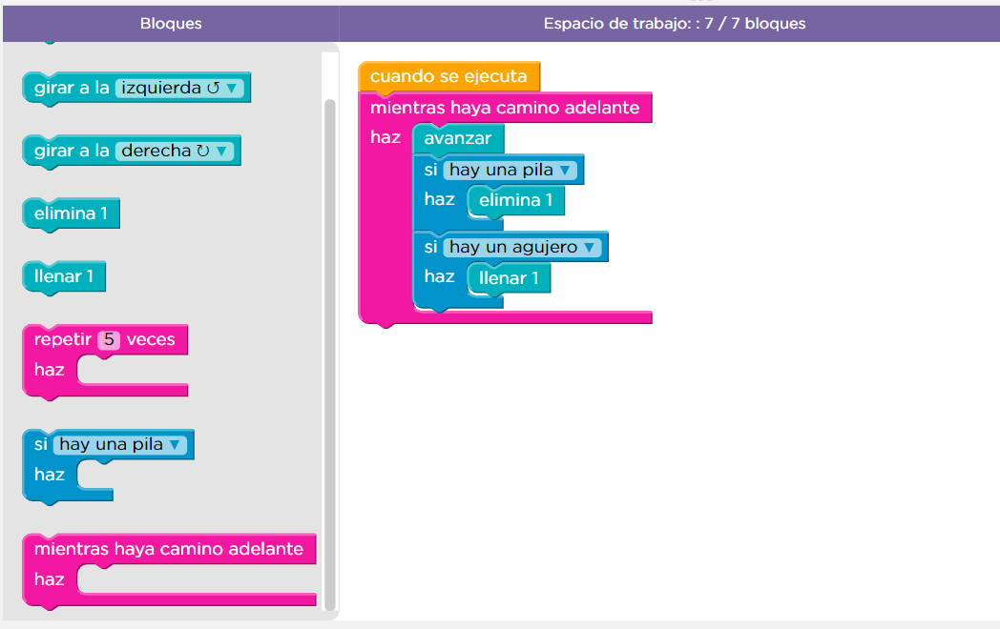 Bloques
Espacio de trabajo: : 7 / 7 bloques
girar a la izquierda ↺ ▼
girar a la derecha ↻ ▼
elimina 1
llenar 1
repetir 5 veces
haz
si hay una pila ▼
haz
mientras haya camino adelante
haz
cuando se ejecuta
mientras haya camino adelante
haz avanzar
si hay una pila ▼
haz elimina 1
si hay un agujero ▼
haz llenar 1